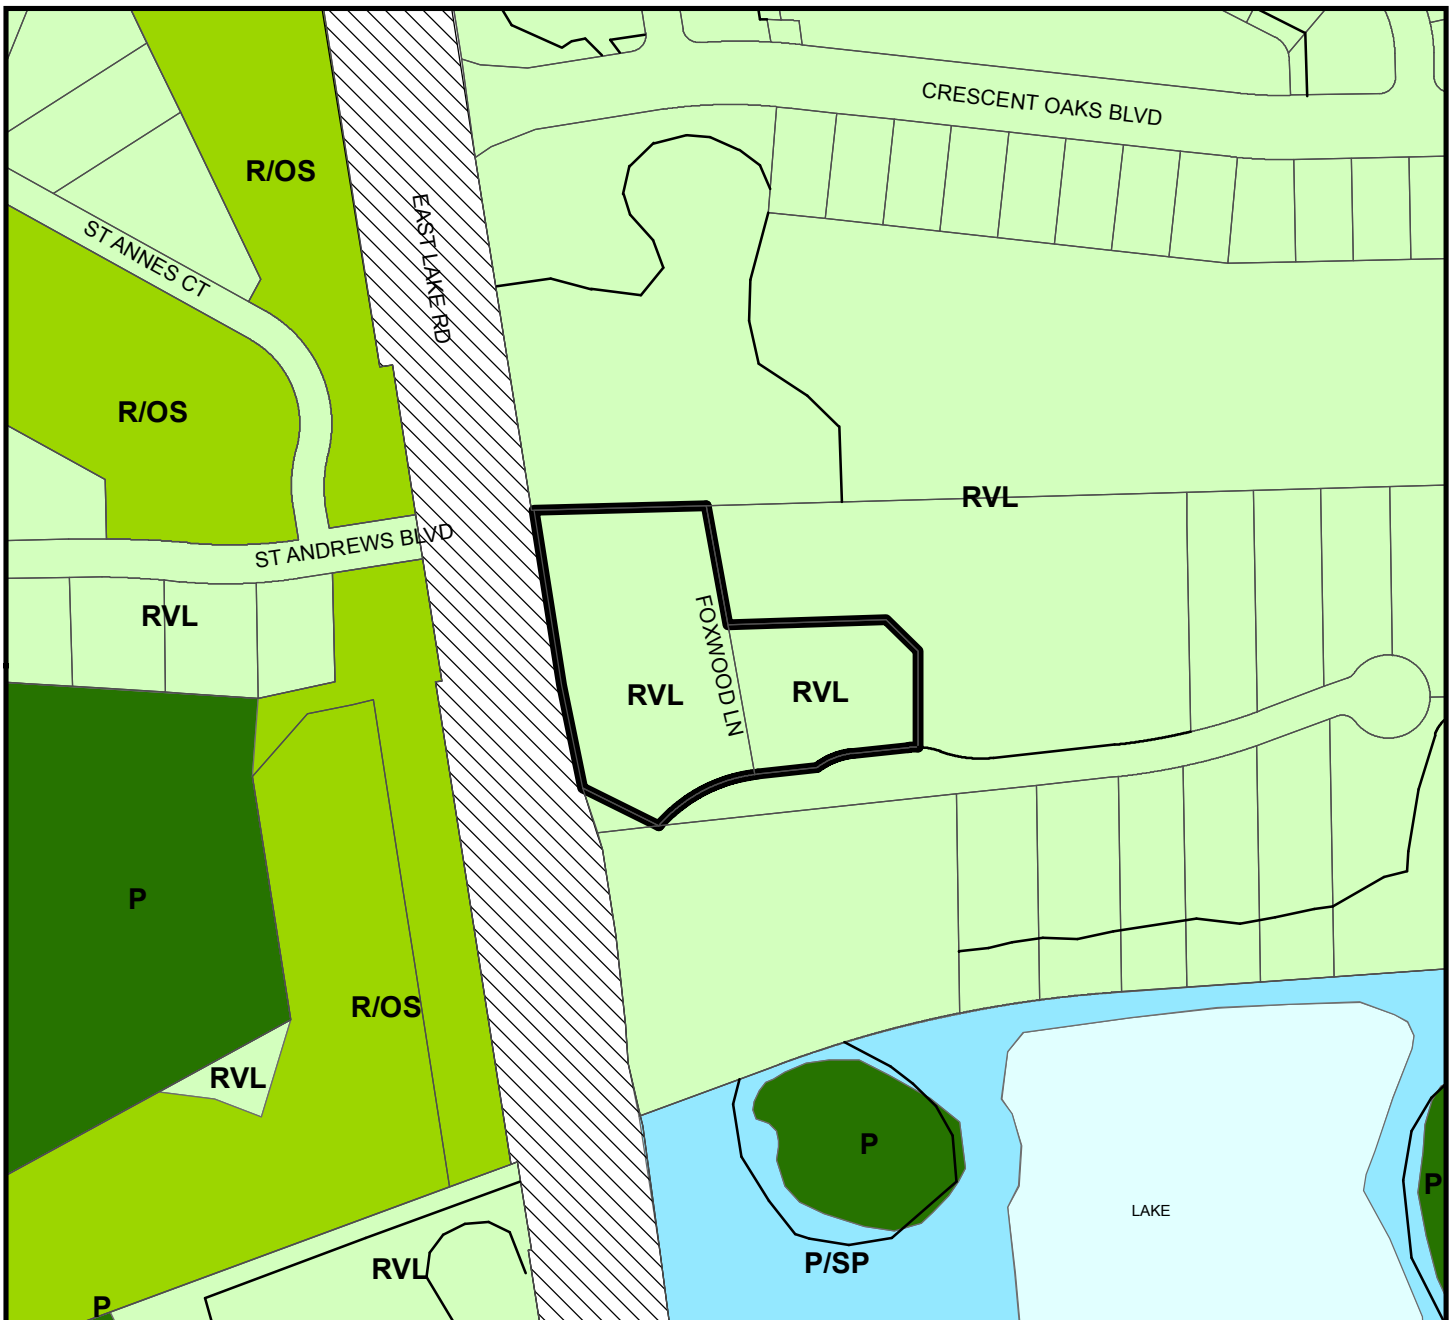 CRESCENT OAKS BLVD
R/OS
EAST LAKE RD
ST ANNES CT
R/OS
RVL
ST ANDREWS BLVD
RVL
FOXWOOD LN
RVL
RVL
P
R/OS
RVL
P
P
LAKE
P/SP
RVL
P